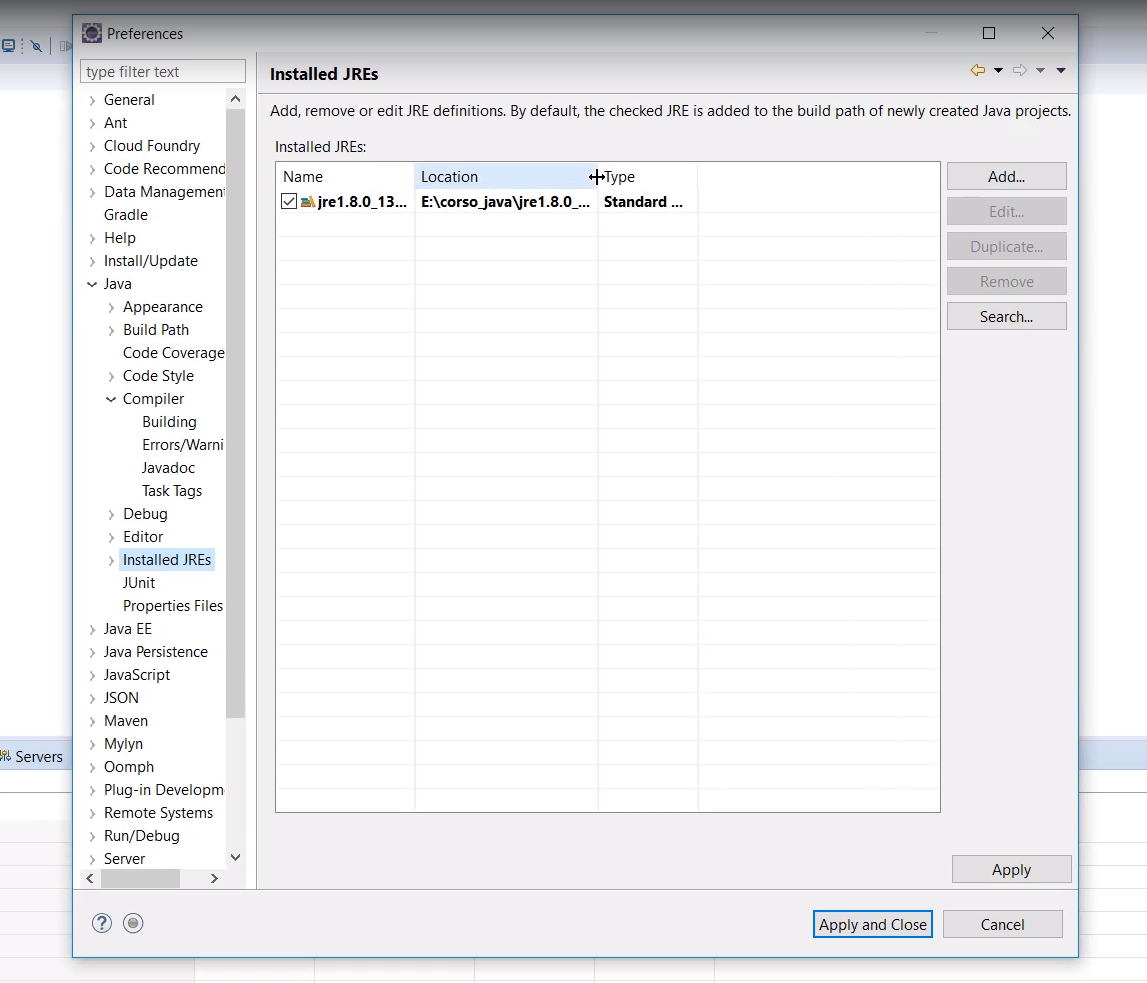 Preferences
type filter text
Installed JREs
General
Ant
Cloud Foundry
Code Recommend
Data Management
Gradle
Help
Install/Update
Java
Appearance
Build Path
Code Coverage
Code Style
Compiler
Building
Errors/Warni
Javadoc
Task Tags
Debug
Editor
Installed JREs
JUnit
Properties Files
Java EE
Java Persistence
JavaScript
JSON
Maven
Mylyn
Oomph
Plug-in Developm
Remote Systems
Run/Debug
Server
Add, remove or edit JRE definitions. By default, the checked JRE is added to the build path of newly created Java projects.
Installed JREs:
Name Location Type
jre1.8.0_13... E:\corso_java\jre1.8.0_... Standard ...
Add...
Edit...
Duplicate...
Remove
Search...
Apply
?
Apply and Close Cancel
Servers